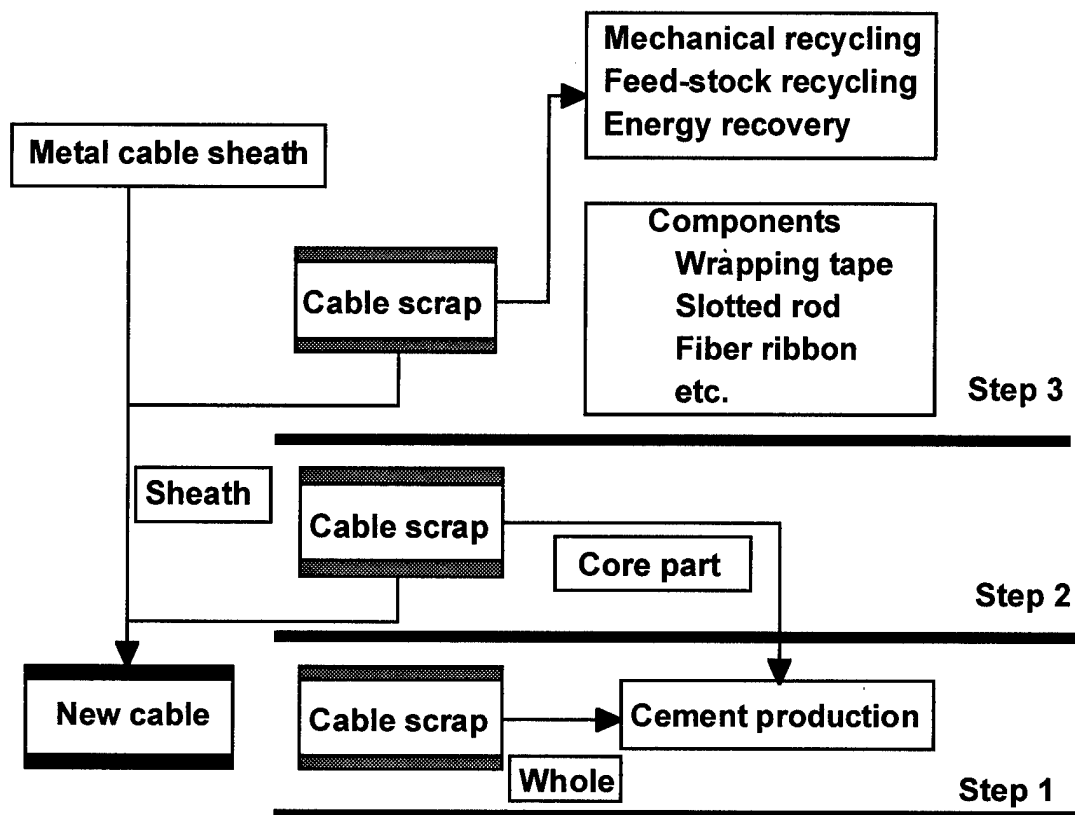 Mechanical recycling
Feed-stock recycling
Energy recovery
Metal cable sheath
Components
Wrapping tape
Slotted rod
Fiber ribbon
etc.
Cable scrap
Step 3
Sheath
Cable scrap
Core part
Step 2
New cable
Cable scrap
Cement production
Whole
Step 1